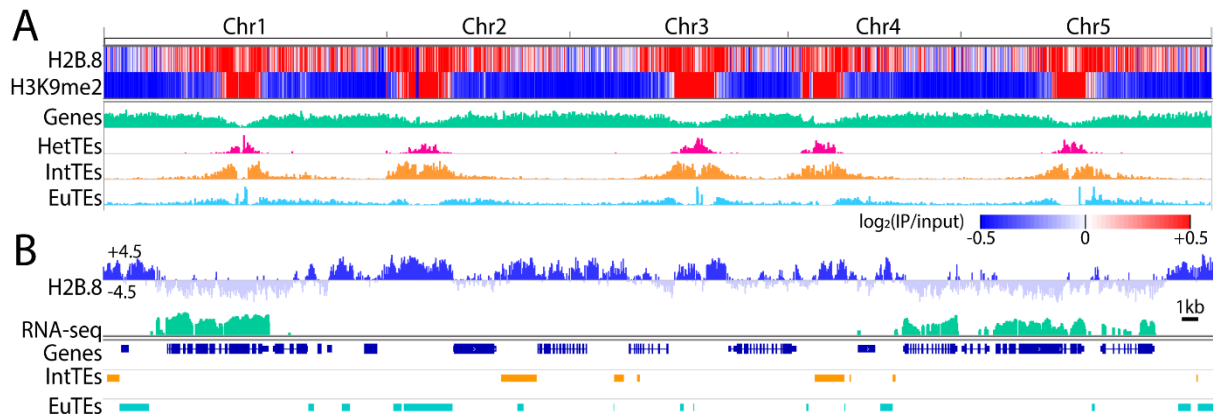 A
Chr1 Chr2 Chr3 Chr4 Chr5
H2B.8
H3K9me2
Genes
HetTEs
IntTEs
EuTEs
log₂(IP/input)
-0.5 0 +0.5
B
+4.5
H2B.8
-4.5
1kb
RNA-seq
Genes
IntTEs
EuTEs